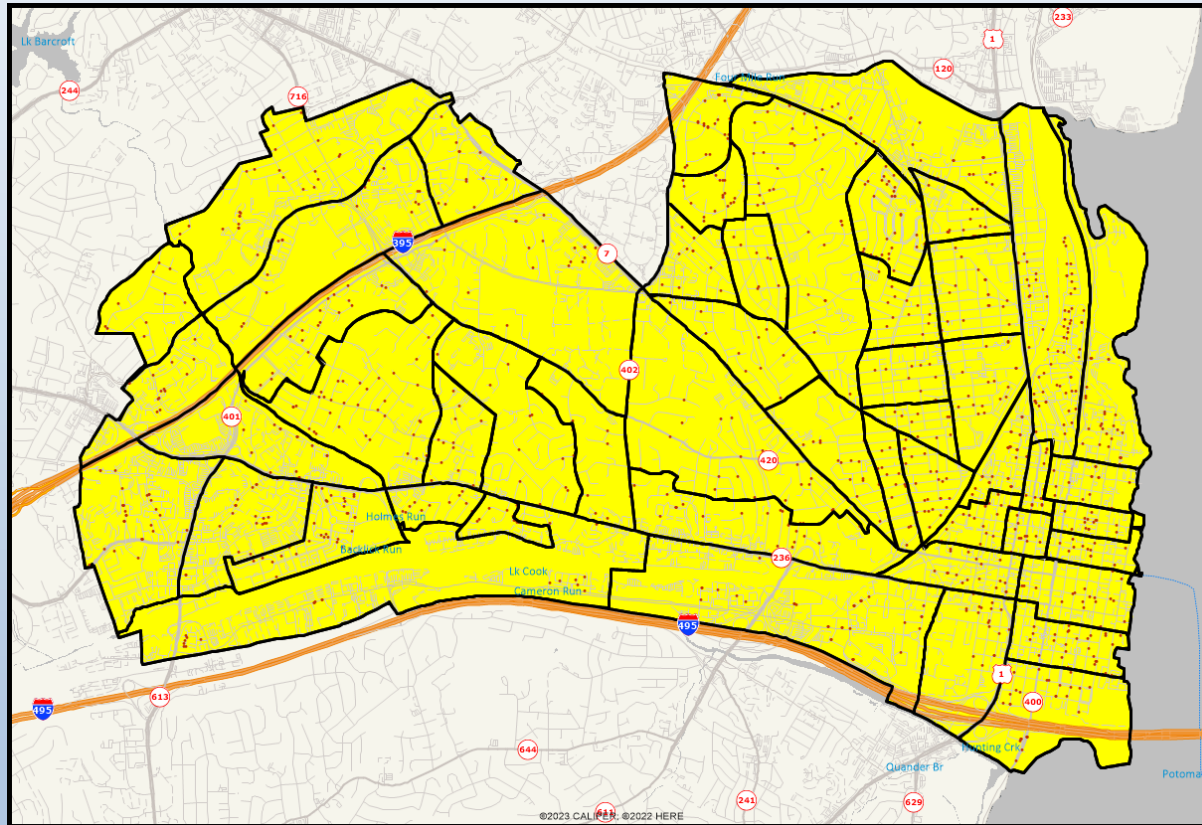 233
1
Lk Barcroft
120
Four Mile Run
244
716
395
7
402
401
420
Holmes Run
Backlick Run
236
Lk Cook
Cameron Run
495
1
613
400
495
644
Hunting Crk
Quander Br
Potoma
241
629
611
©2023 CALIPER; ©2022 HERE